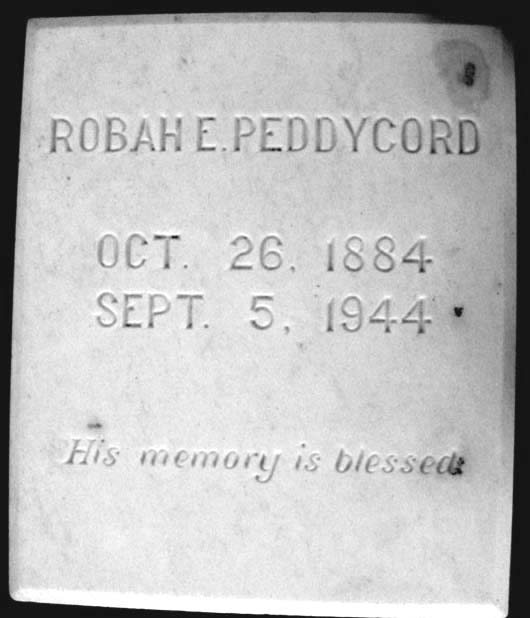 ROBAH E. PEDDYCORD
OCT. 26, 1884
SEPT. 5, 1944
His memory is blessed.